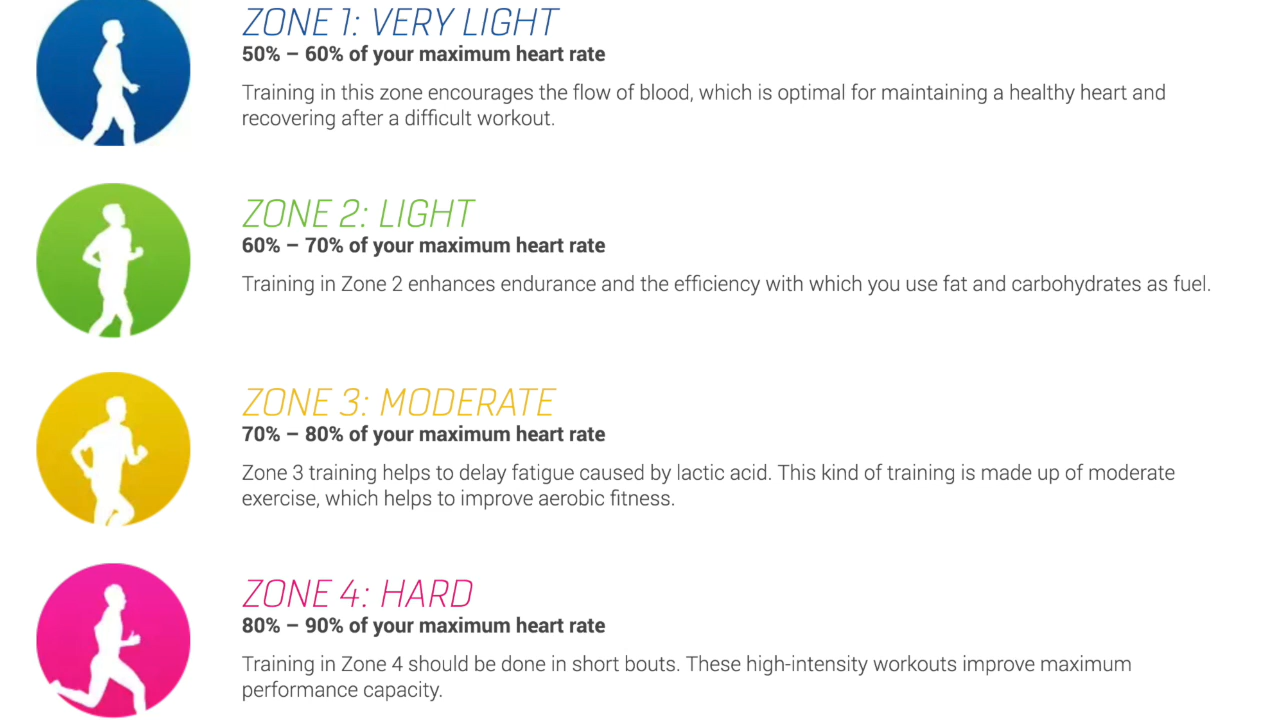 ZONE 1: VERY LIGHT
50% – 60% of your maximum heart rate
Training in this zone encourages the flow of blood, which is optimal for maintaining a healthy heart and
recovering after a difficult workout.
ZONE 2: LIGHT
60% – 70% of your maximum heart rate
Training in Zone 2 enhances endurance and the efficiency with which you use fat and carbohydrates as fuel.
ZONE 3: MODERATE
70% – 80% of your maximum heart rate
Zone 3 training helps to delay fatigue caused by lactic acid. This kind of training is made up of moderate
exercise, which helps to improve aerobic fitness.
ZONE 4: HARD
80% – 90% of your maximum heart rate
Training in Zone 4 should be done in short bouts. These high-intensity workouts improve maximum
performance capacity.